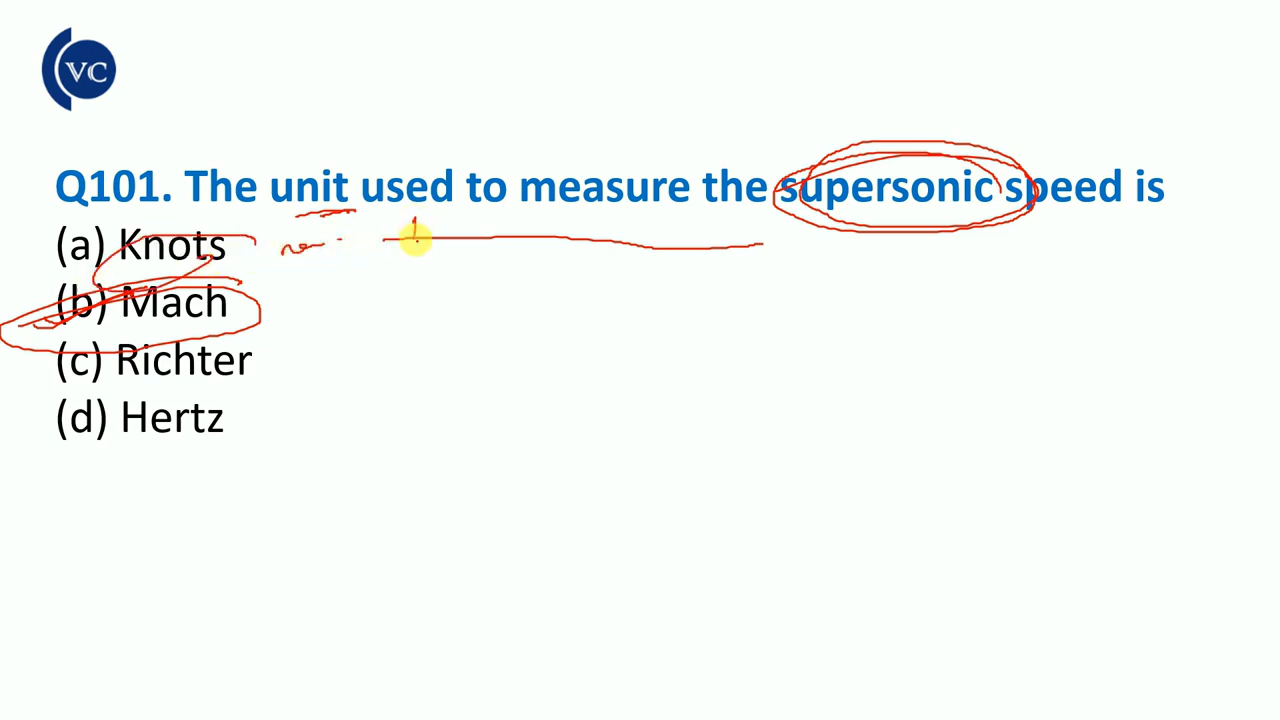 VC
Q101. The unit used to measure the supersonic speed is
(a) Knots
(b) Mach
(c) Richter
(d) Hertz